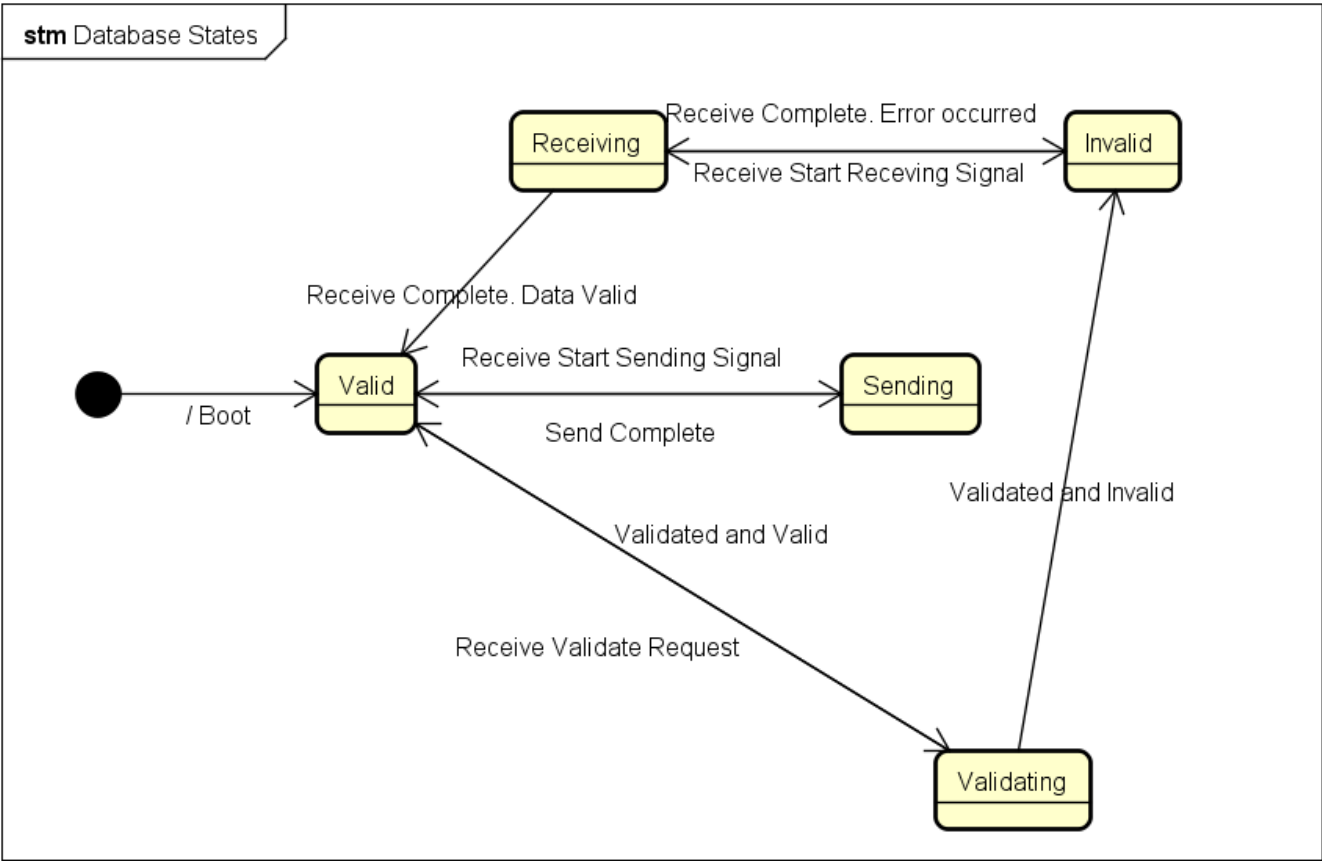 stm Database States
Receive Complete. Error occurred
Receiving
Invalid
Receive Start Receving Signal
Receive Complete. Data Valid
Receive Start Sending Signal
Valid
Sending
/ Boot
Send Complete
Validated and Invalid
Validated and Valid
Receive Validate Request
Validating